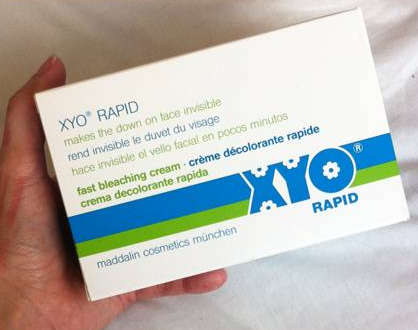 XYO® RAPID
makes the down on face invisible
rend invisible le duvet du visage
hace invisible el vello facial en pocos minutos
fast bleaching cream · crème décolorante rapide
crema decolorante rapida
XYO®
RAPID
maddalin cosmetics münchen